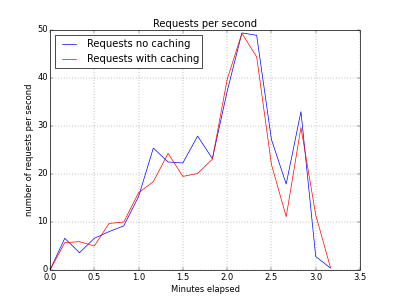 Requests per second
Requests no caching
Requests with caching
number of requests per second
50
40
30
20
10
0
0.0 0.5 1.0 1.5 2.0 2.5 3.0 3.5
Minutes elapsed